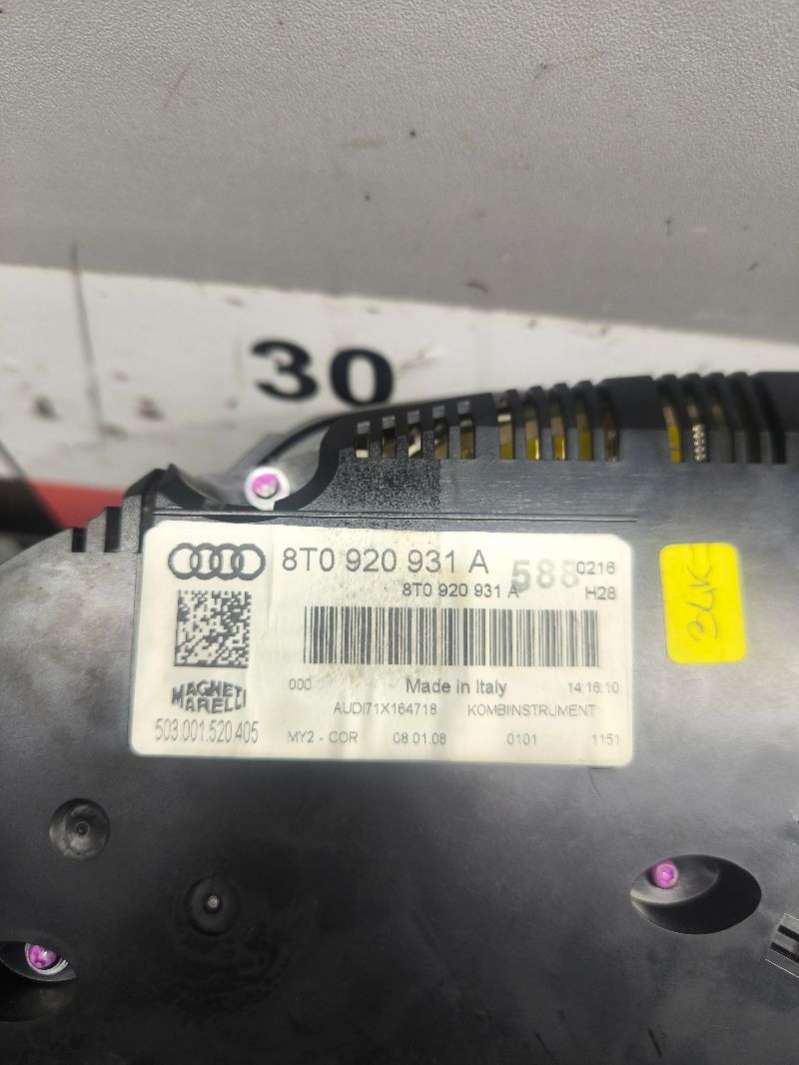 30
8T0 920 931 A 588 0216
8T0 920 931 A H28
000 Made in Italy 14:16:10
MAGNETI
MARELLI
AUDI71X164718 KOMBIINSTRUMENT
503.001.520.405
MY2 - COR 08.01.08 0101 1151